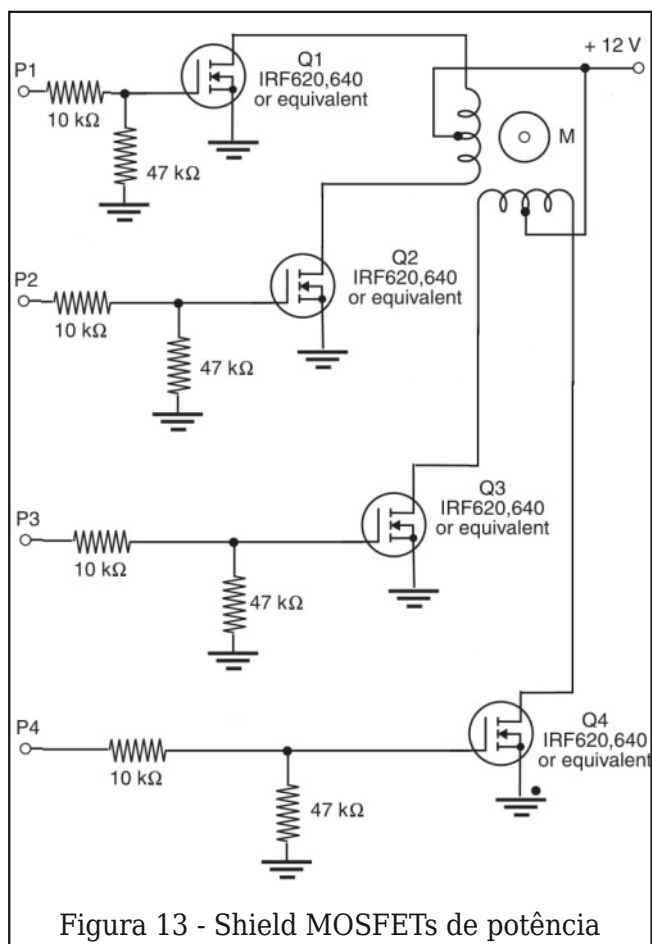 P1
10 kΩ
47 kΩ
Q1
IRF620,640
or equivalent
+ 12 V
M
P2
10 kΩ
47 kΩ
Q2
IRF620,640
or equivalent
P3
10 kΩ
47 kΩ
Q3
IRF620,640
or equivalent
P4
10 kΩ
47 kΩ
Q4
IRF620,640
or equivalent
Figura 13 - Shield MOSFETs de potência